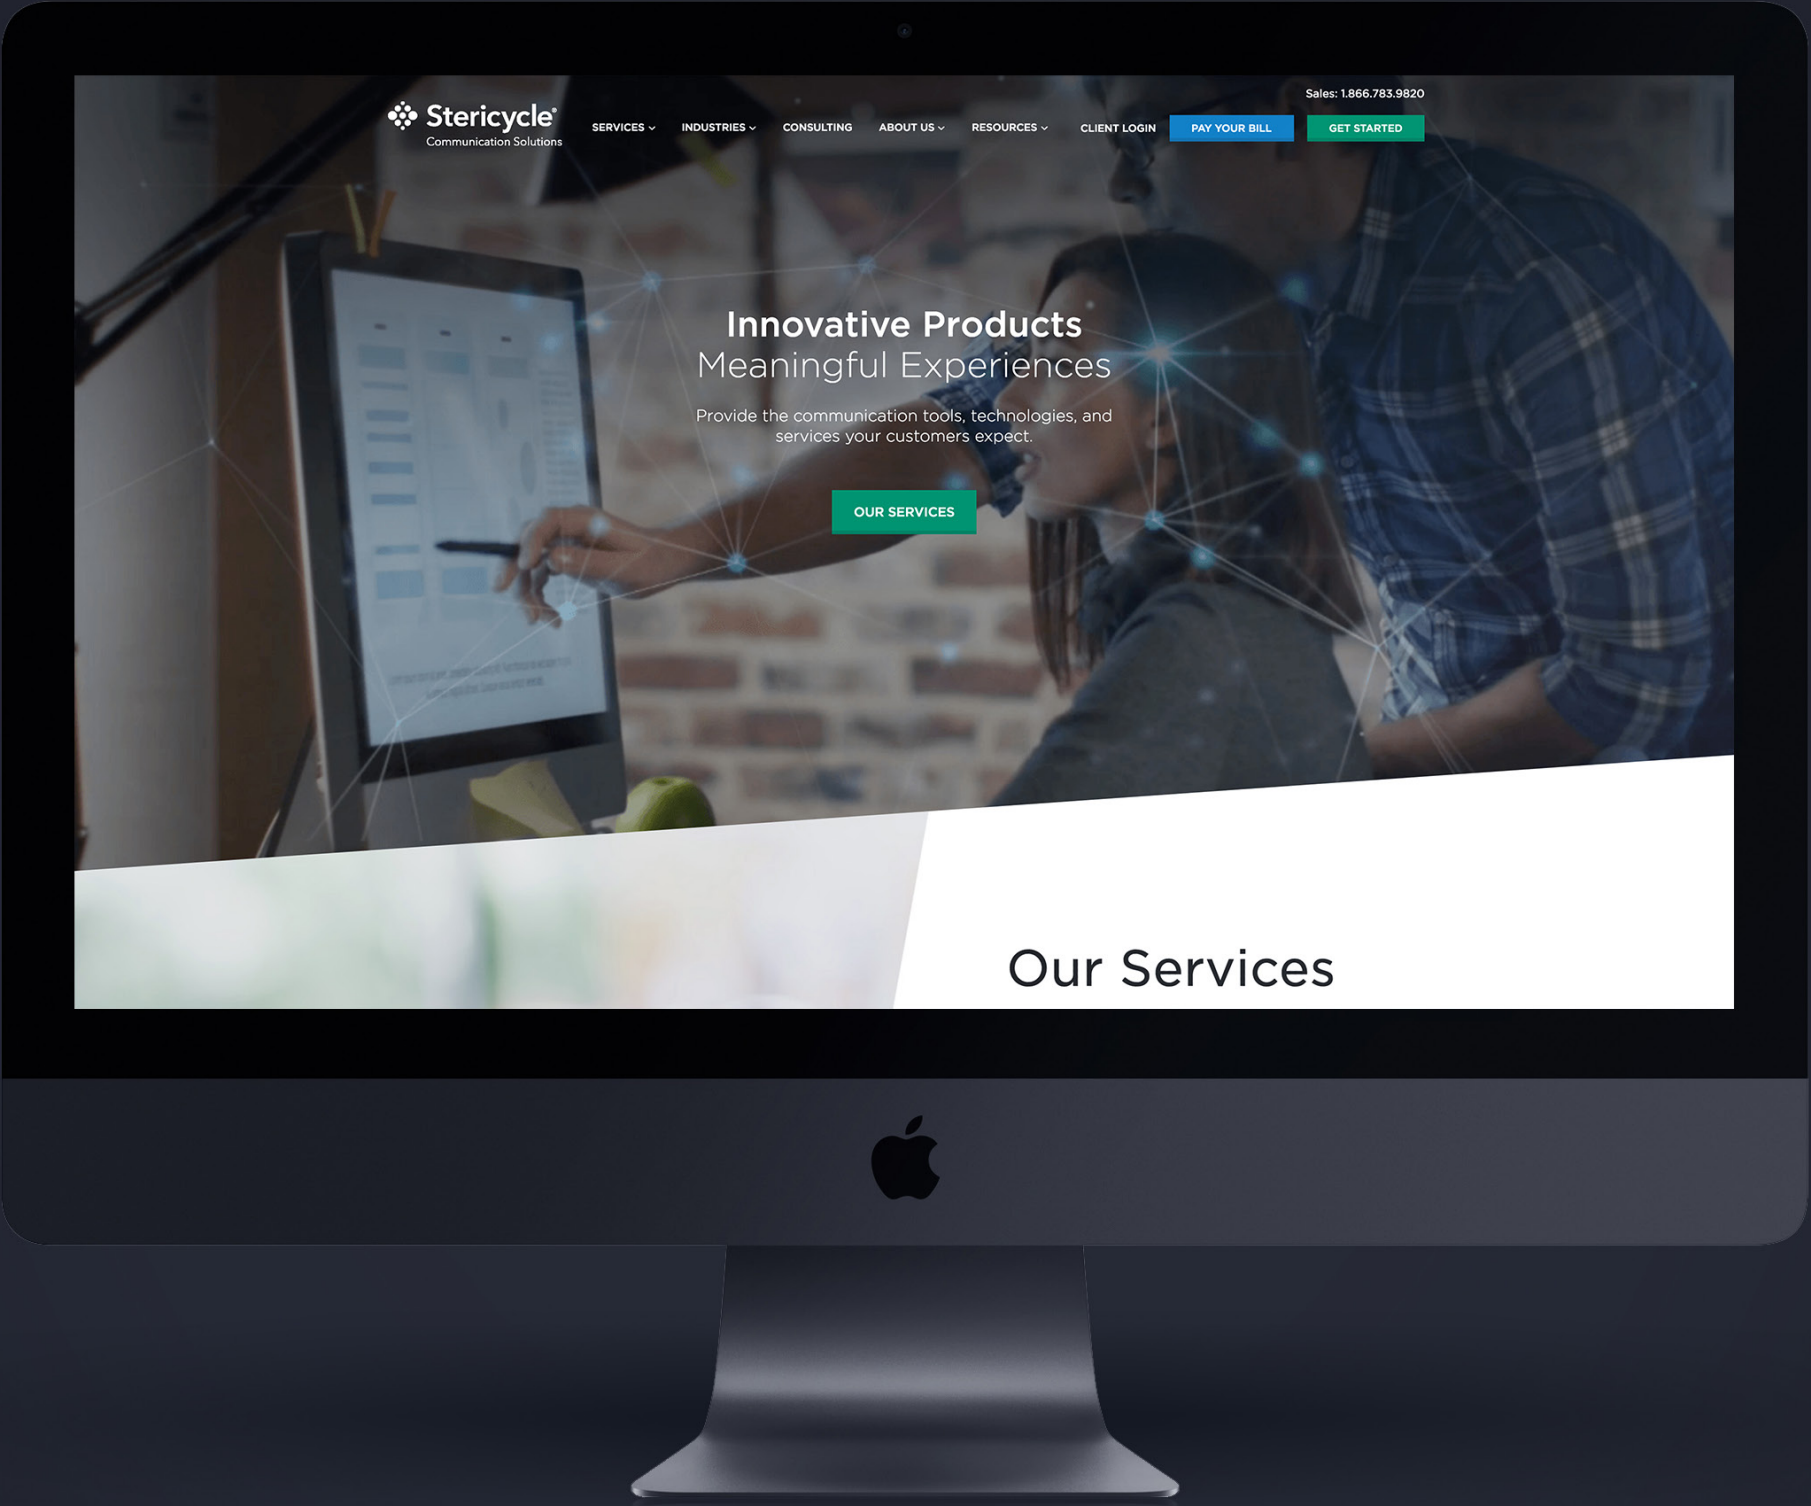 Sales: 1.866.783.9820
Stericycle®
Communication Solutions
SERVICES INDUSTRIES CONSULTING ABOUT US RESOURCES CLIENT LOGIN PAY YOUR BILL GET STARTED
Innovative Products
Meaningful Experiences
Provide the communication tools, technologies, and
services your customers expect.
OUR SERVICES
Our Services